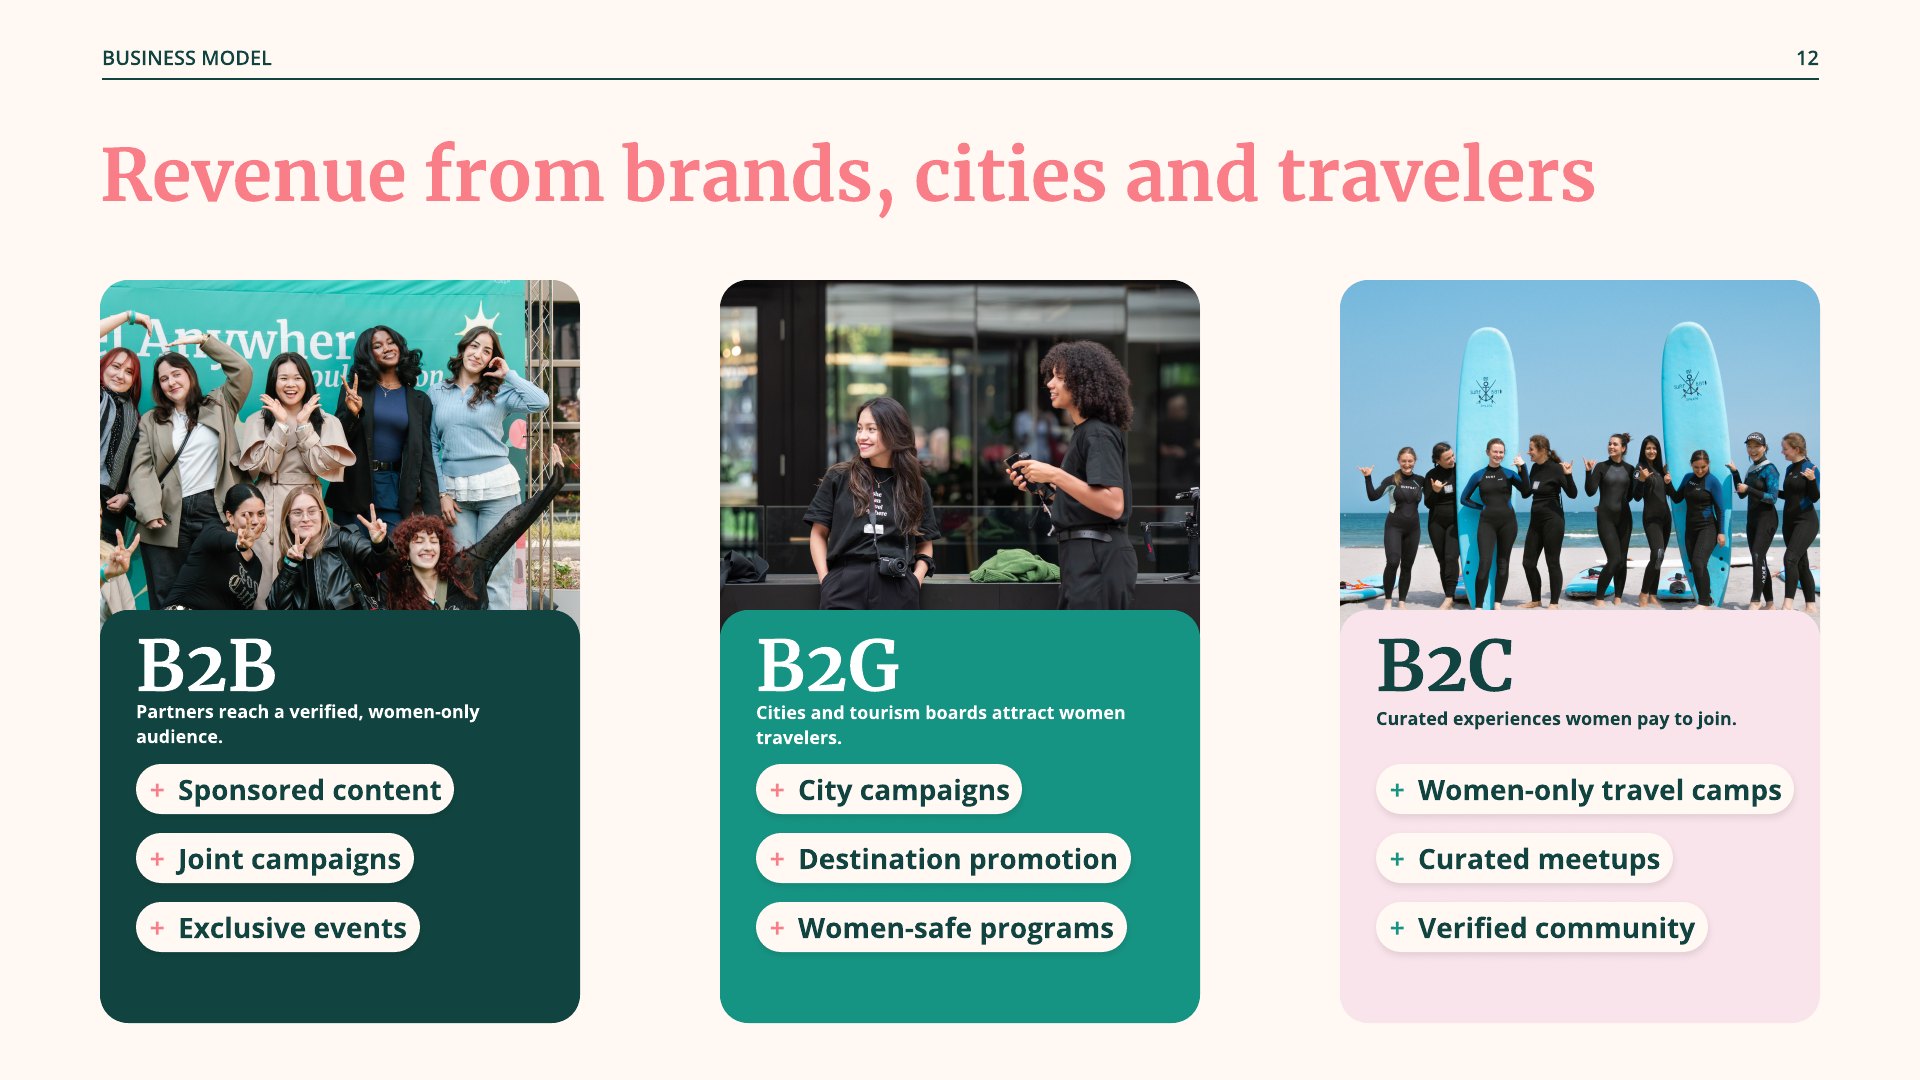 BUSINESS MODEL
12
Revenue from brands, cities and travelers
Anywher
B2B
Partners reach a verified, women-only
audience.
+ Sponsored content
+ Joint campaigns
+ Exclusive events
B2G
Cities and tourism boards attract women
travelers.
+ City campaigns
+ Destination promotion
+ Women-safe programs
B2C
Curated experiences women pay to join.
+ Women-only travel camps
+ Curated meetups
+ Verified community